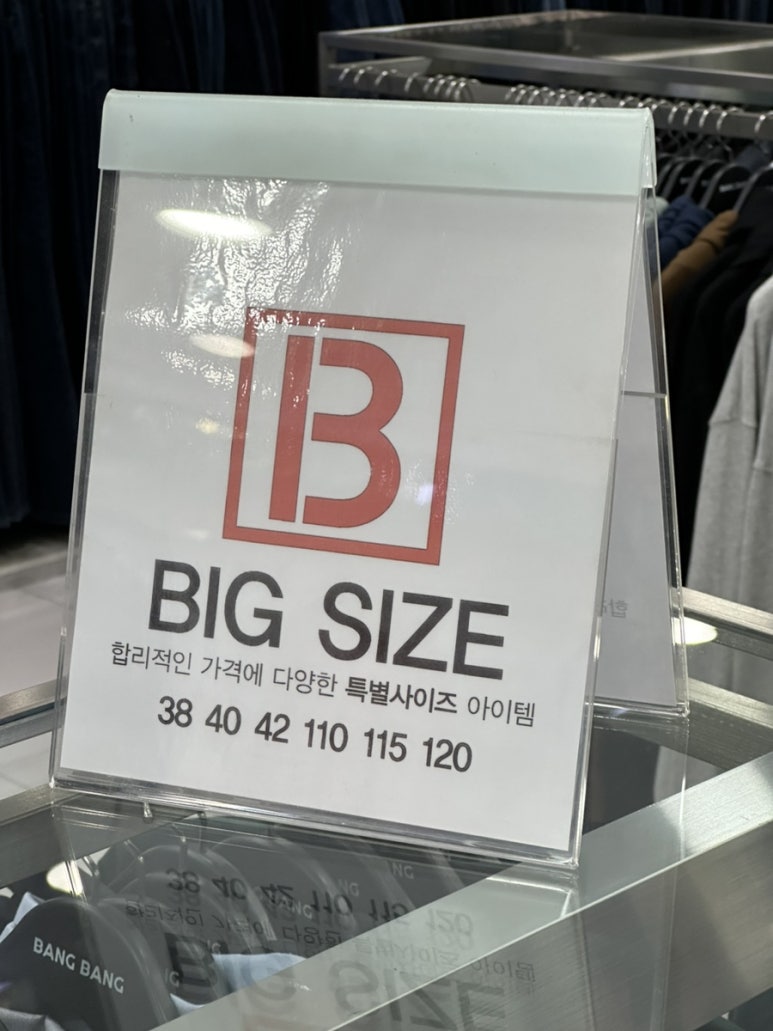 B
BIG SIZE
합리적인 가격에 다양한 특별사이즈 아이템
38 40 42 110 115 120
BANG BANG